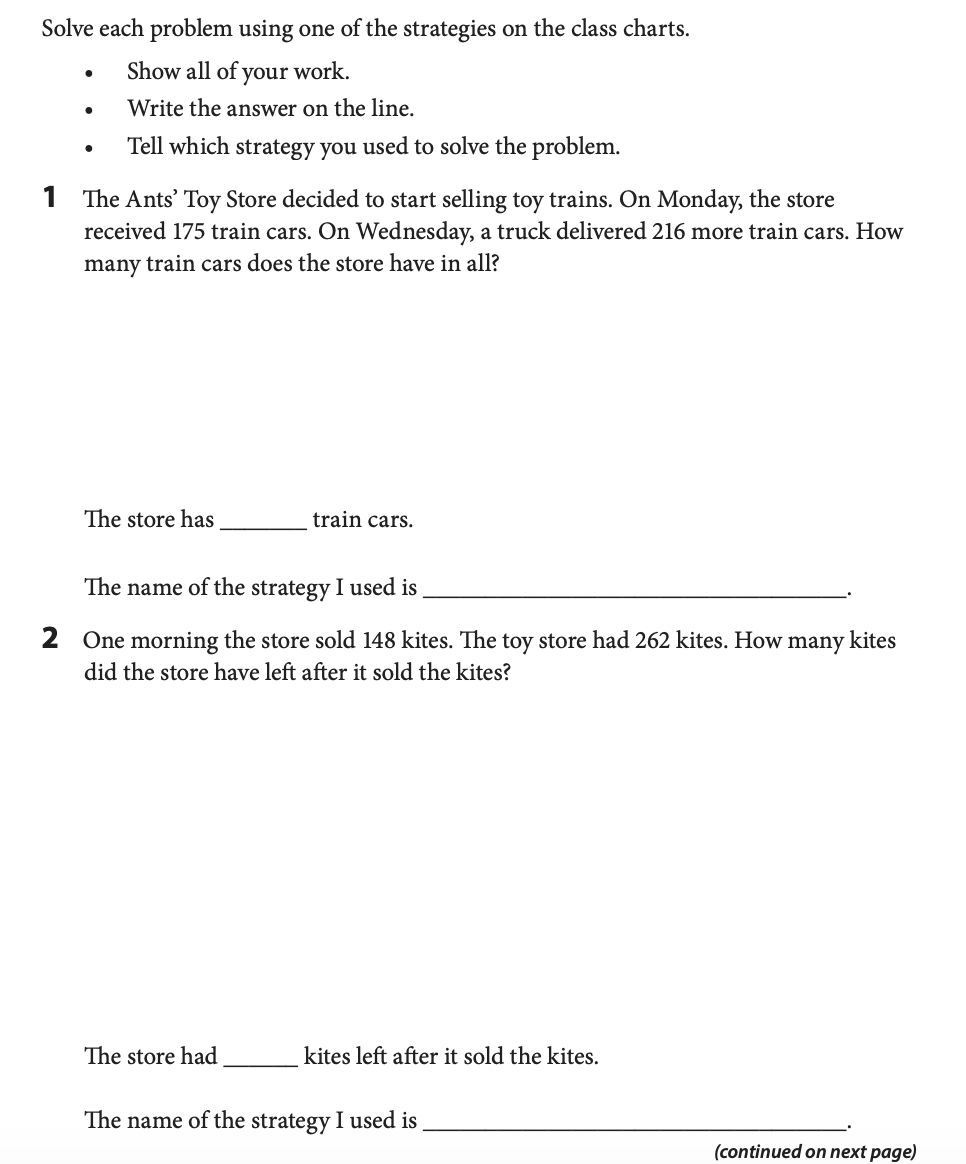 Solve each problem using one of the strategies on the class charts.
• Show all of your work.
• Write the answer on the line.
• Tell which strategy you used to solve the problem.
1 The Ants’ Toy Store decided to start selling toy trains. On Monday, the store
received 175 train cars. On Wednesday, a truck delivered 216 more train cars. How
many train cars does the store have in all?
The store has _______ train cars.
The name of the strategy I used is ___________________________________.
2 One morning the store sold 148 kites. The toy store had 262 kites. How many kites
did the store have left after it sold the kites?
The store had ______ kites left after it sold the kites.
The name of the strategy I used is ___________________________________.
(continued on next page)